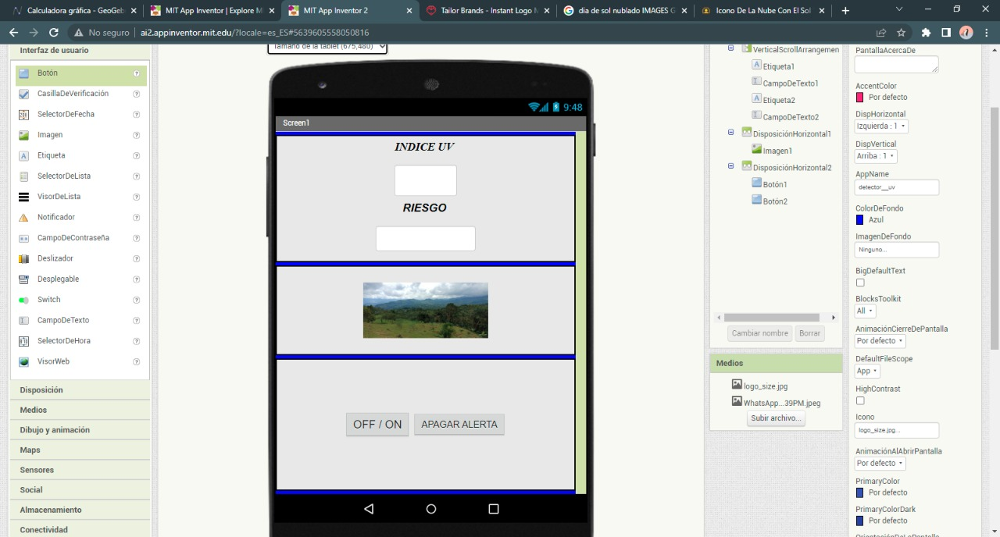 Calculadora gráfica - GeoGeb
MIT App Inventor | Explore M
MIT App Inventor 2
Tailor Brands - Instant Logo M
dia de sol nublado IMAGES G
Icono De La Nube Con El Sol
No seguro
ai2.appinventor.mit.edu/?locale=es_ES#5639605558050816
Interfaz de usuario
Botón
CasillaDeVerificación
SelectorDeFecha
Imagen
Etiqueta
SelectorDeLista
VisorDeLista
Notificador
CampoDeContraseña
Deslizador
Desplegable
Switch
CampoDeTexto
SelectorDeHora
VisorWeb
Disposición
Medios
Dibujo y animación
Maps
Sensores
Social
Almacenamiento
Conectividad
Tamaño de la tablet (675,480)
9:48
Screen1
INDICE UV
RIESGO
OFF / ON
APAGAR ALERTA
VerticalScrollArrangemen
Etiqueta1
CampoDeTexto1
Etiqueta2
CampoDeTexto2
DisposiciónHorizontal1
Imagen1
DisposiciónHorizontal2
Botón1
Botón2
Cambiar nombre
Borrar
Medios
logo_size.jpg
WhatsApp...39PM.jpeg
Subir archivo...
PantallaAcercaDe
AccentColor
Por defecto
DispHorizontal
Izquierda : 1
DispVertical
Arriba : 1
AppName
detector__uv
ColorDeFondo
Azul
ImagenDeFondo
Ninguno...
BigDefaultText
BlocksToolkit
All
AnimaciónCierreDePantalla
Por defecto
DefaultFileScope
App
HighContrast
Icono
logo_size.jpg...
AnimaciónAlAbrirPantalla
Por defecto
PrimaryColor
Por defecto
PrimaryColorDark
Por defecto
OrientaciónDeLaPantalla